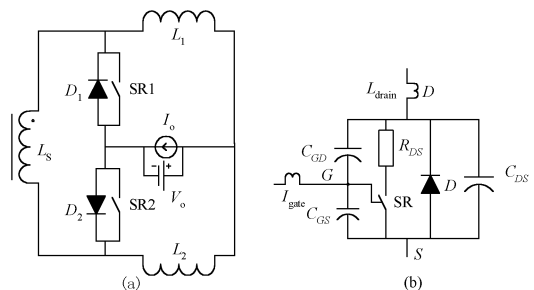 L1
D1
SR1
Io
LS
- +
Vo
D2
SR2
L2
(a)
Ldrain
D
CGD
RDS
G
D
CDS
Igate
SR
CGS
S
(b)